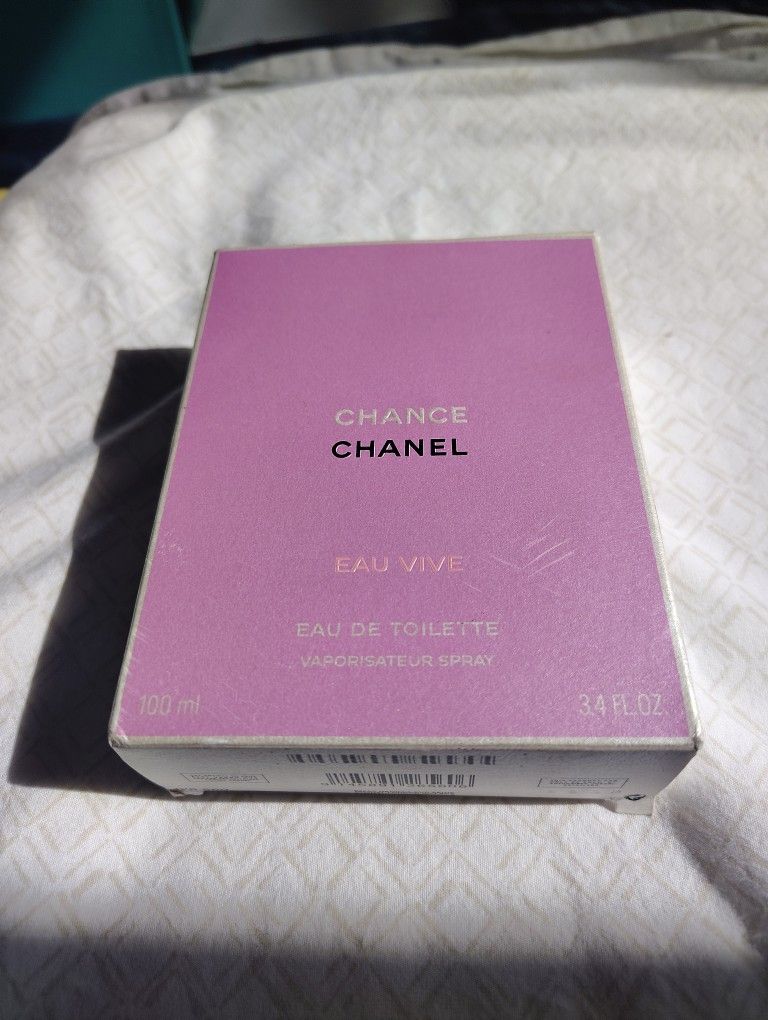 CHANCE
CHANEL
EAU VIVE
EAU DE TOILETTE
VAPORISATEUR SPRAY
100 ml
3.4 FL.OZ